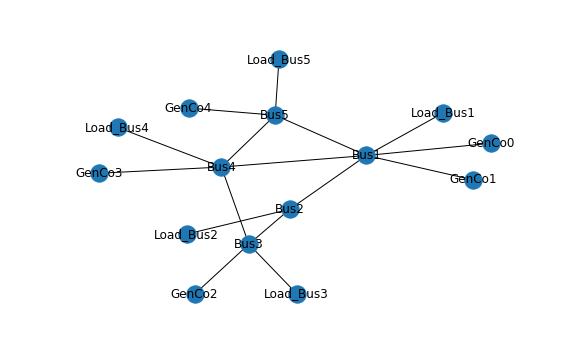 Load_Bus5
GenCo4
Bus5
Load_Bus1
Load_Bus4
GenCo0
Bus1
Bus4
GenCo3
GenCo1
Bus2
Load_Bus2
Bus3
GenCo2
Load_Bus3